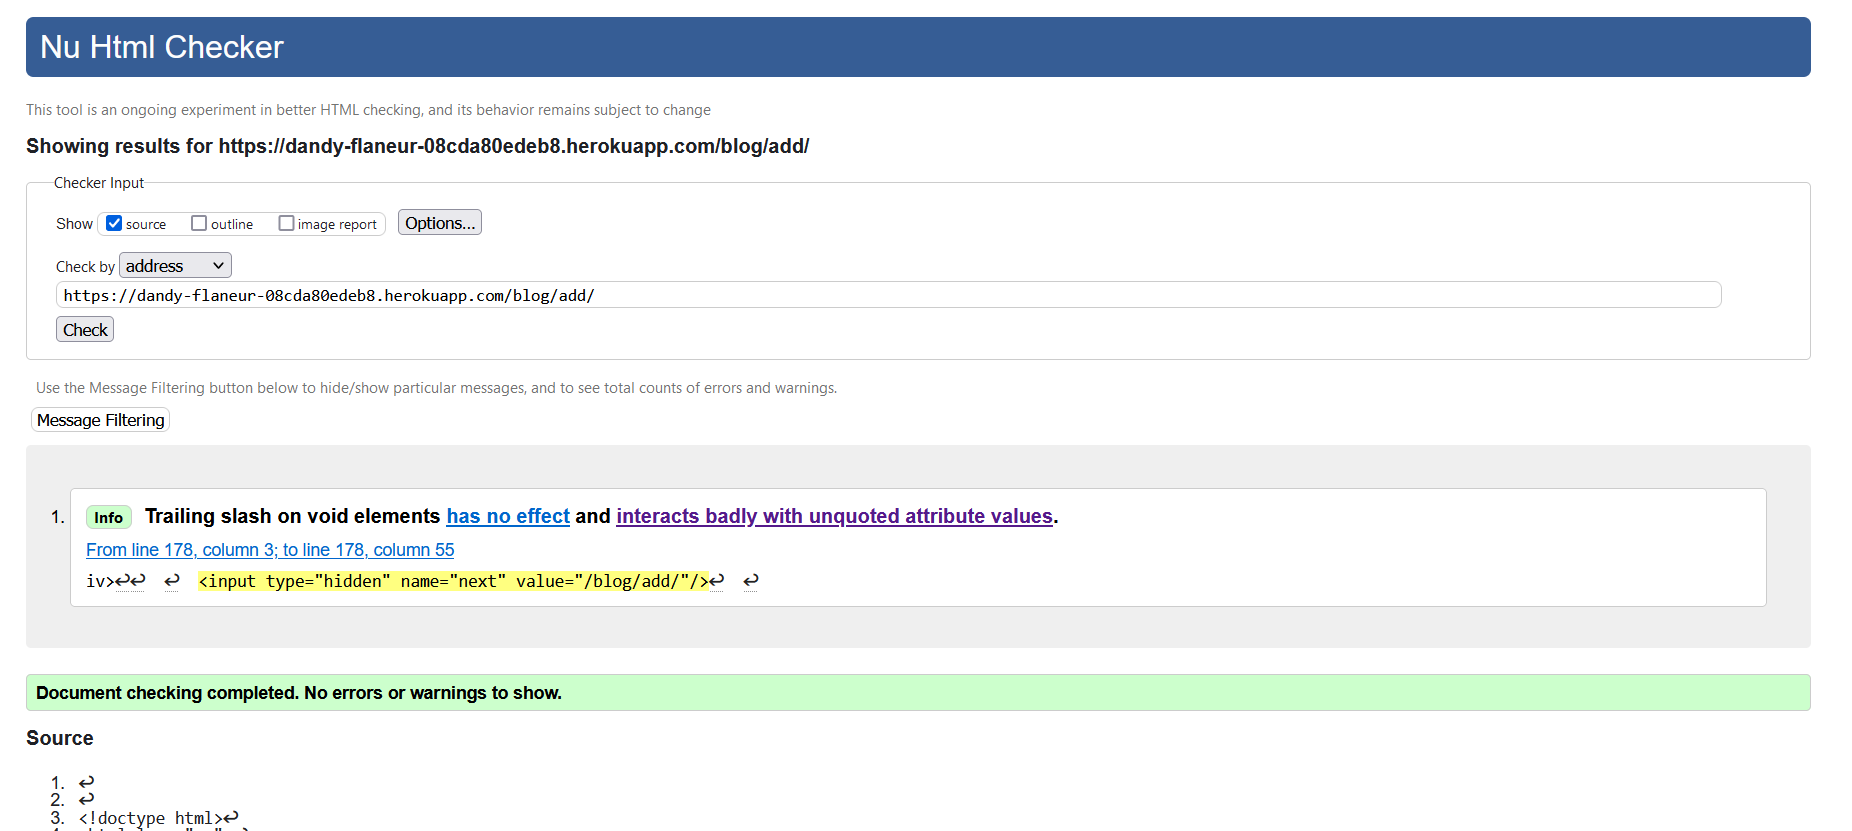 Nu Html Checker
This tool is an ongoing experiment in better HTML checking, and its behavior remains subject to change
Showing results for https://dandy-flaneur-08cda80edeb8.herokuapp.com/blog/add/
Checker Input
Show source outline image report Options...
Check by address
https://dandy-flaneur-08cda80edeb8.herokuapp.com/blog/add/
Check
Use the Message Filtering button below to hide/show particular messages, and to see total counts of errors and warnings.
Message Filtering
1. Info Trailing slash on void elements has no effect and interacts badly with unquoted attribute values.
From line 178, column 3; to line 178, column 55
iv>↩↩ ↩ <input type="hidden" name="next" value="/blog/add/"/>↩ ↩
Document checking completed. No errors or warnings to show.
Source
1. ↩
2. ↩
3. <!doctype html>↩